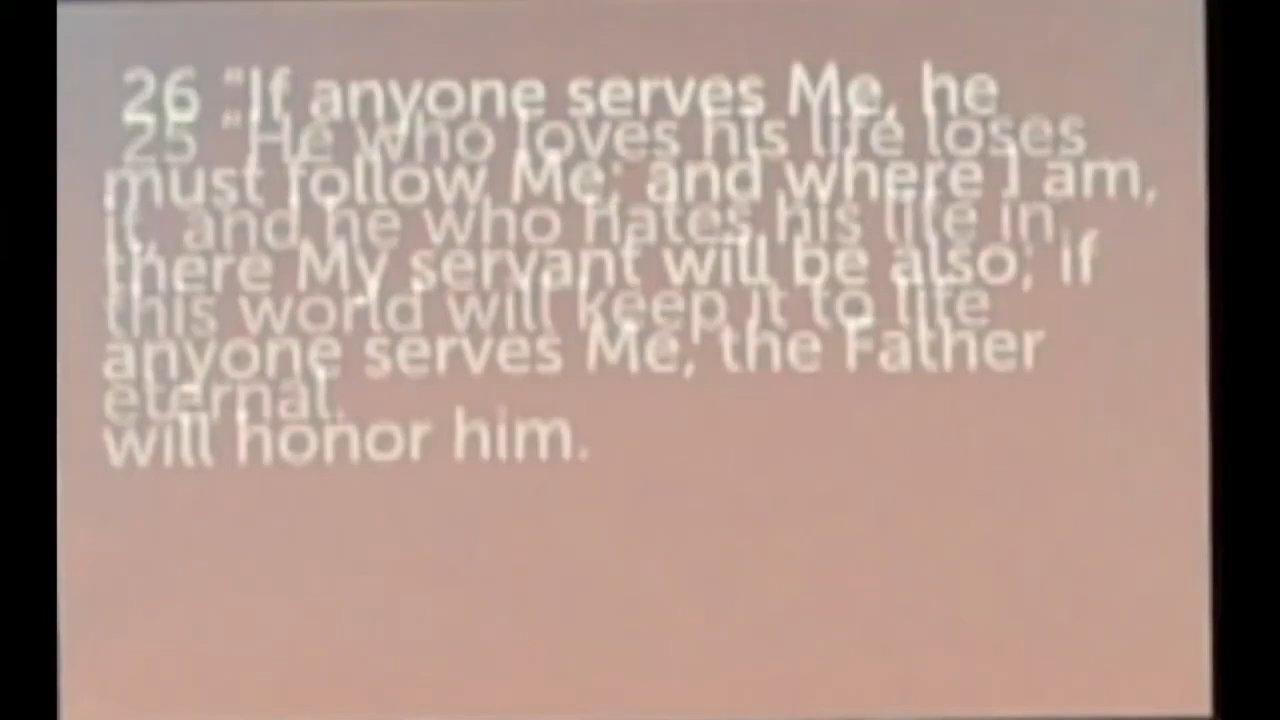 26 "If anyone serves Me, he
25 "He who loves his life loses
must follow Me; and where I am,
it, and he who hates his life in
there My servant will be also; if
this world will keep it to life
anyone serves Me, the Father
eternal.
will honor him.